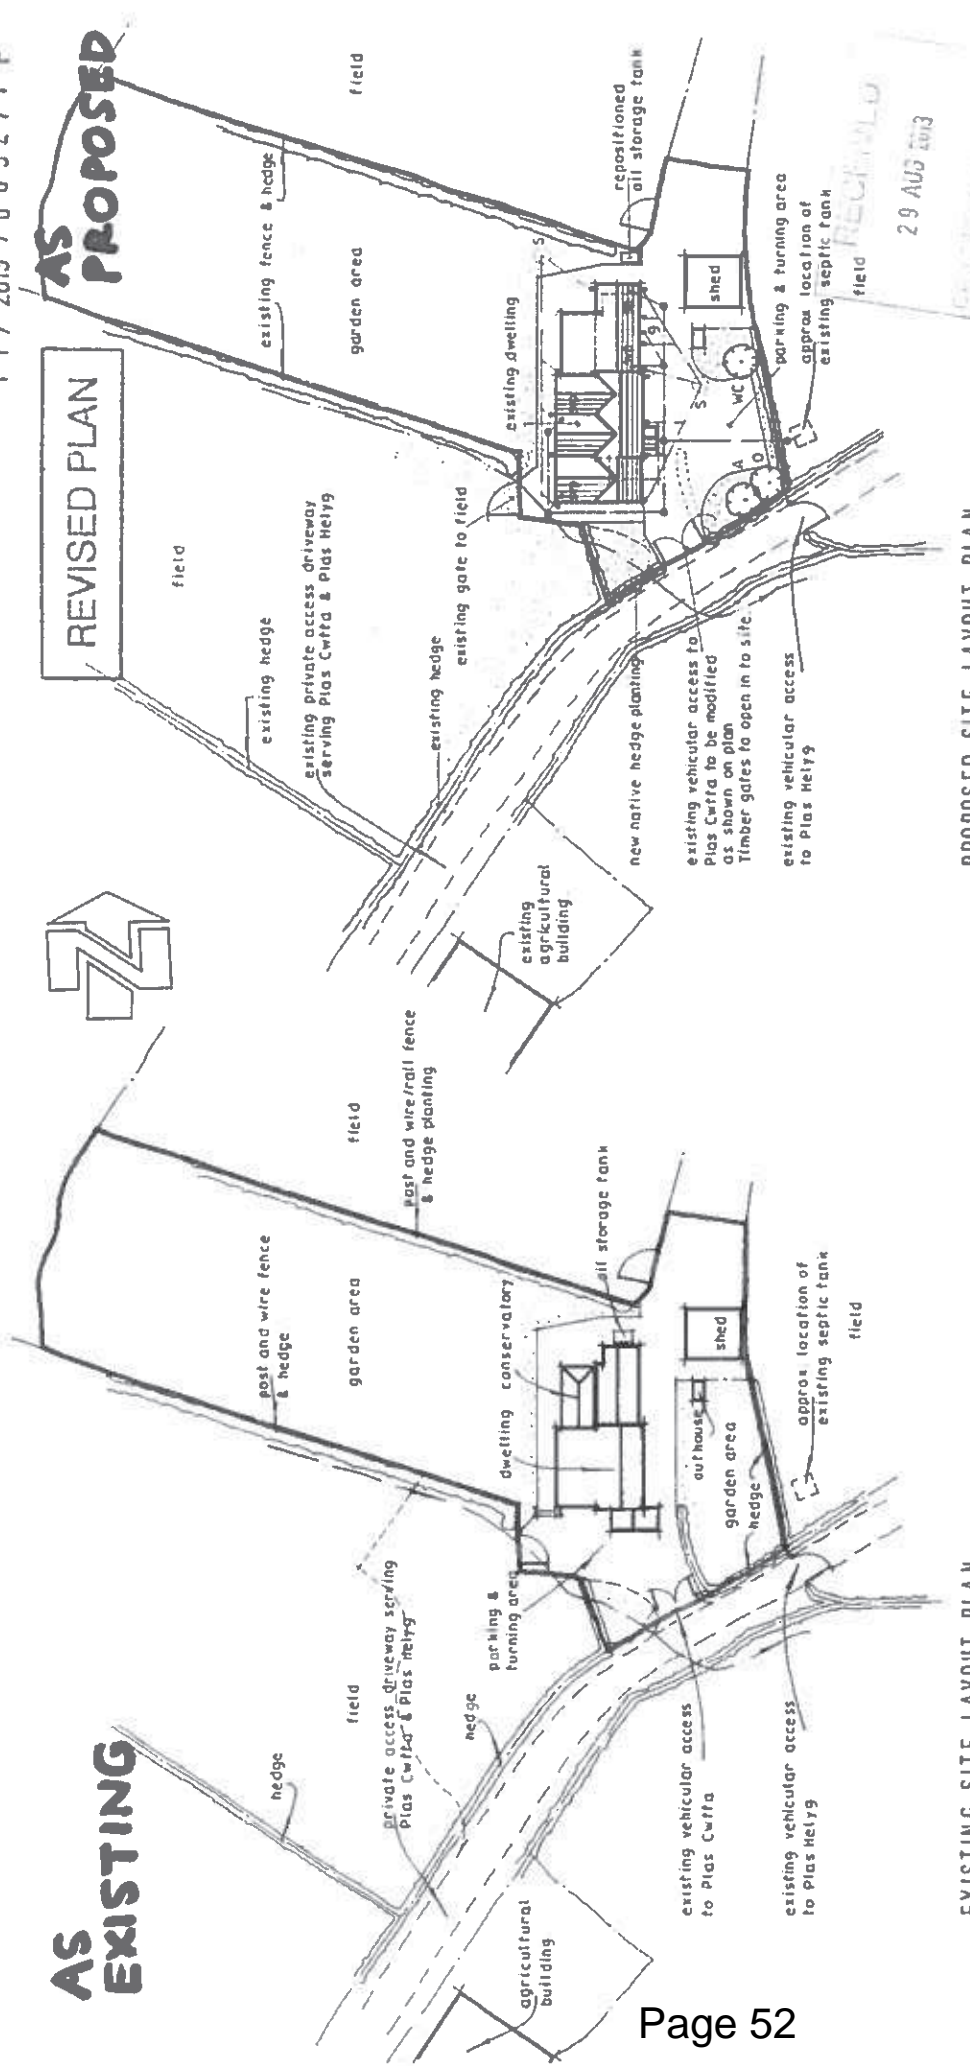 AS
EXISTING
hedge
field
private access driveway serving
Plas Cwtta & Plas Helyg
hedge
agricultural
building
parking &
turning area
existing vehicular access
to Plas Cwtta
existing vehicular access
to Plas Helyg
post and wire fence
& hedge
garden area
field
post and wire/rail fence
& hedge planting
dwelling
conservatory
oil storage tank
shed
outhouse
garden area
hedge
approx location of
existing septic tank
field
EXISTING SITE LAYOUT PLAN
REVISED PLAN
AS
PROPOSED
field
existing hedge
existing private access driveway
serving Plas Cwtta & Plas Helyg
existing hedge
existing gate to field
existing
agricultural
building
new native hedge planting
existing vehicular access to
Plas Cwtta to be modified
as shown on plan
Timber gates to open in to site.
existing vehicular access
to Plas Helyg
existing fence & hedge
garden area
field
existing dwelling
repositioned
oil storage tank
S
S
9
shed
WC
A
O
parking & turning area
approx location of
existing septic tank
field
RECEIVED
29 AUG 2013
PROPOSED SITE LAYOUT PLAN
Page 52